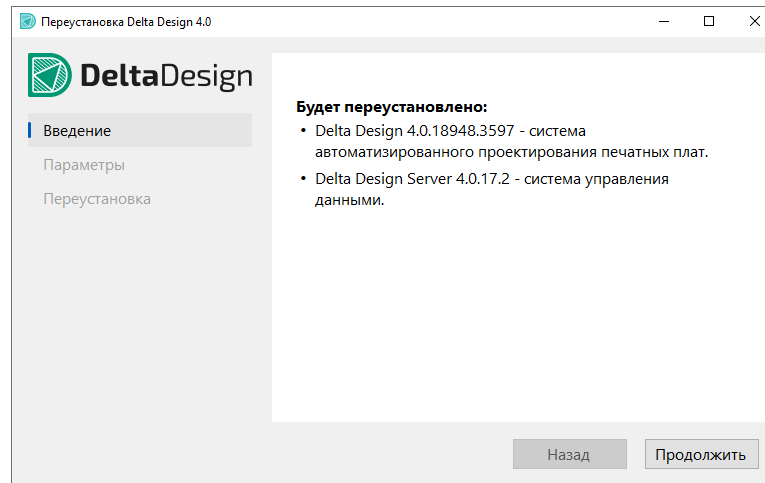 Переустановка Delta Design 4.0
DeltaDesign
Введение
Параметры
Переустановка
Будет переустановлено:
• Delta Design 4.0.18948.3597 - система
автоматизированного проектирования печатных плат.
• Delta Design Server 4.0.17.2 - система управления
данными.
Назад
Продолжить